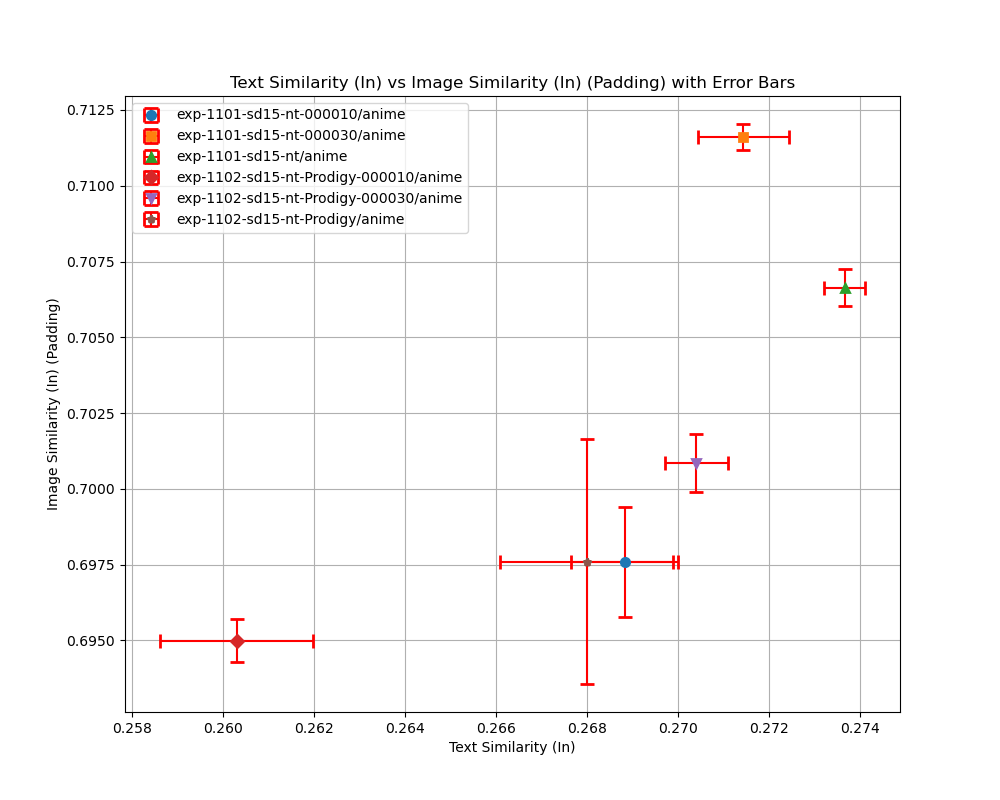 Text Similarity (In) vs Image Similarity (In) (Padding) with Error Bars
exp-1101-sd15-nt-000010/anime
exp-1101-sd15-nt-000030/anime
exp-1101-sd15-nt/anime
exp-1102-sd15-nt-Prodigy-000010/anime
exp-1102-sd15-nt-Prodigy-000030/anime
exp-1102-sd15-nt-Prodigy/anime
Image Similarity (In) (Padding)
0.7125
0.7100
0.7075
0.7050
0.7025
0.7000
0.6975
0.6950
0.258 0.260 0.262 0.264 0.266 0.268 0.270 0.272 0.274
Text Similarity (In)